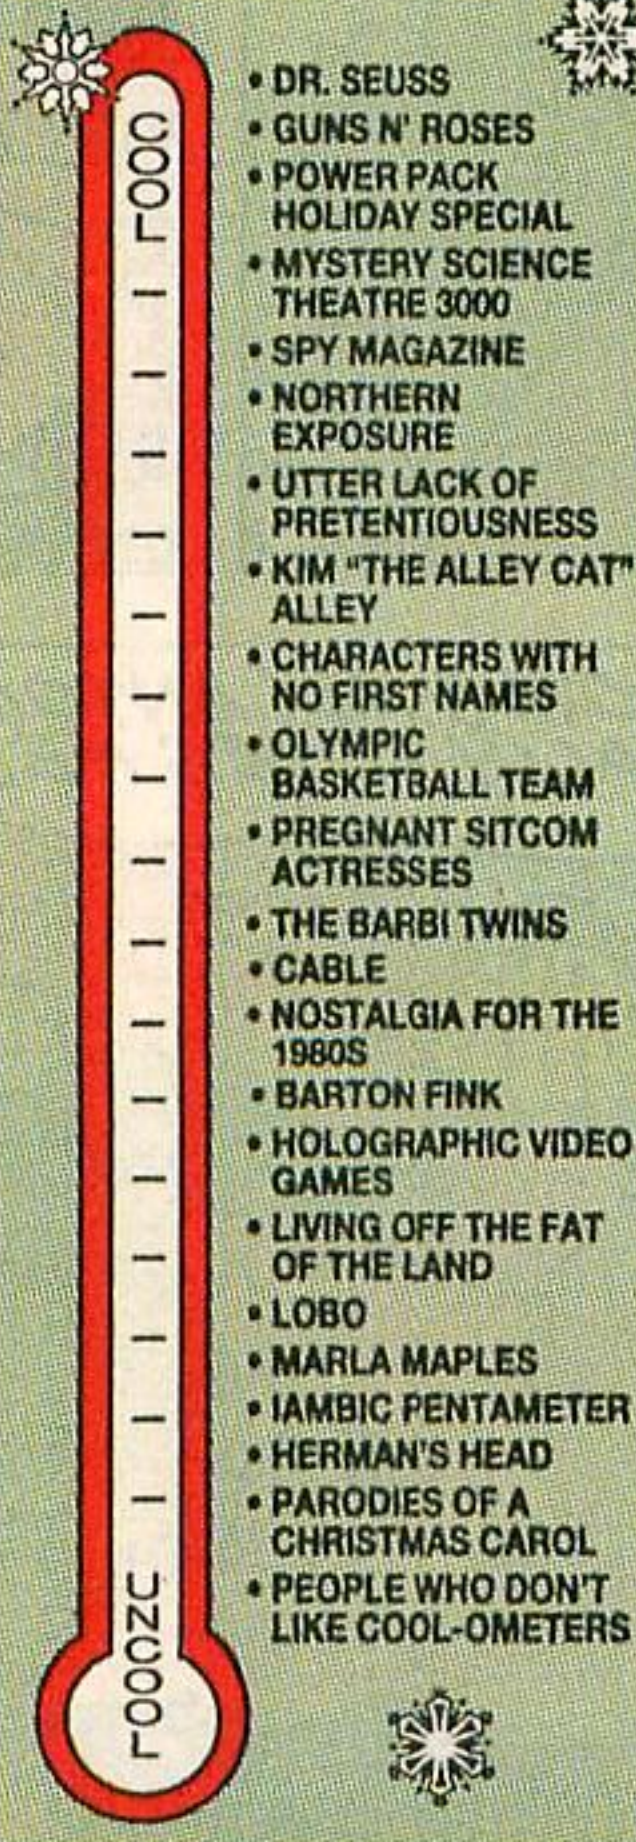 COOL
• DR. SEUSS
• GUNS N' ROSES
• POWER PACK
HOLIDAY SPECIAL
• MYSTERY SCIENCE
THEATRE 3000
• SPY MAGAZINE
• NORTHERN
EXPOSURE
• UTTER LACK OF
PRETENTIOUSNESS
• KIM "THE ALLEY CAT"
ALLEY
• CHARACTERS WITH
NO FIRST NAMES
• OLYMPIC
BASKETBALL TEAM
• PREGNANT SITCOM
ACTRESSES
• THE BARBI TWINS
• CABLE
• NOSTALGIA FOR THE
1980S
• BARTON FINK
• HOLOGRAPHIC VIDEO
GAMES
• LIVING OFF THE FAT
OF THE LAND
• LOBO
• MARLA MAPLES
• IAMBIC PENTAMETER
• HERMAN'S HEAD
• PARODIES OF A
CHRISTMAS CAROL
• PEOPLE WHO DON'T
LIKE COOL-OMETERS
UNCOOL